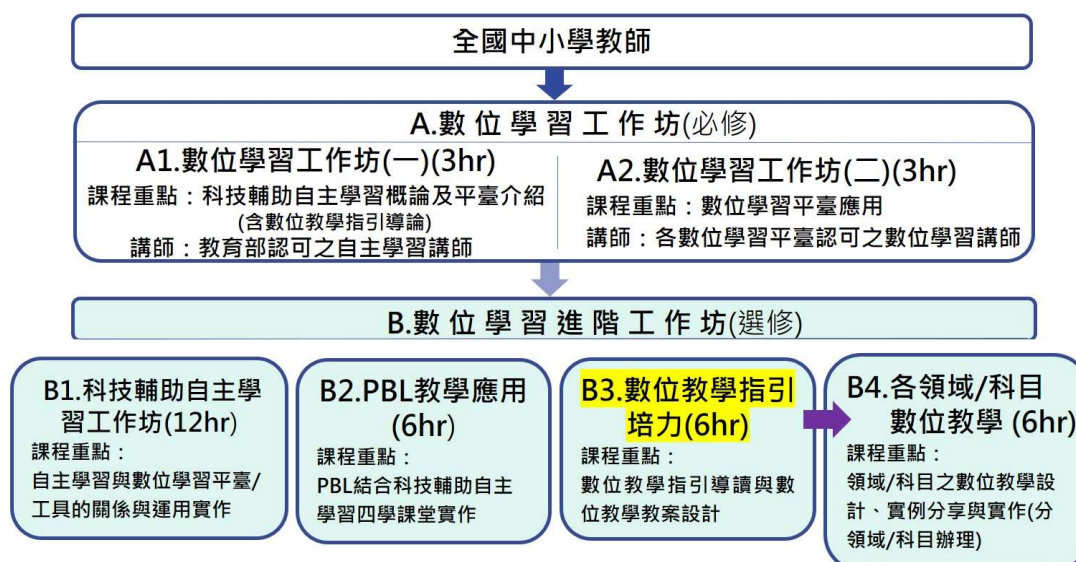 全國中小學教師
A.數位學習工作坊(必修)
A1.數位學習工作坊(一)(3hr)
課程重點：科技輔助自主學習概論及平臺介紹
(含數位教學指引導論)
講師：教育部認可之自主學習講師
A2.數位學習工作坊(二)(3hr)
課程重點：數位學習平臺應用
講師：各數位學習平臺認可之數位學習講師
B.數位學習進階工作坊(選修)
B1.科技輔助自主學
習工作坊(12hr)
課程重點：
自主學習與數位學習平臺/
工具的關係與運用實作
B2.PBL教學應用
(6hr)
課程重點：
PBL結合科技輔助自主
學習四學課堂實作
B3.數位教學指引
培力(6hr)
課程重點：
數位教學指引導讀與數
位教學教案設計
B4.各領域/科目
數位教學 (6hr)
課程重點：
領域/科目之數位教學設
計、實例分享與實作(分
領域/科目辦理)